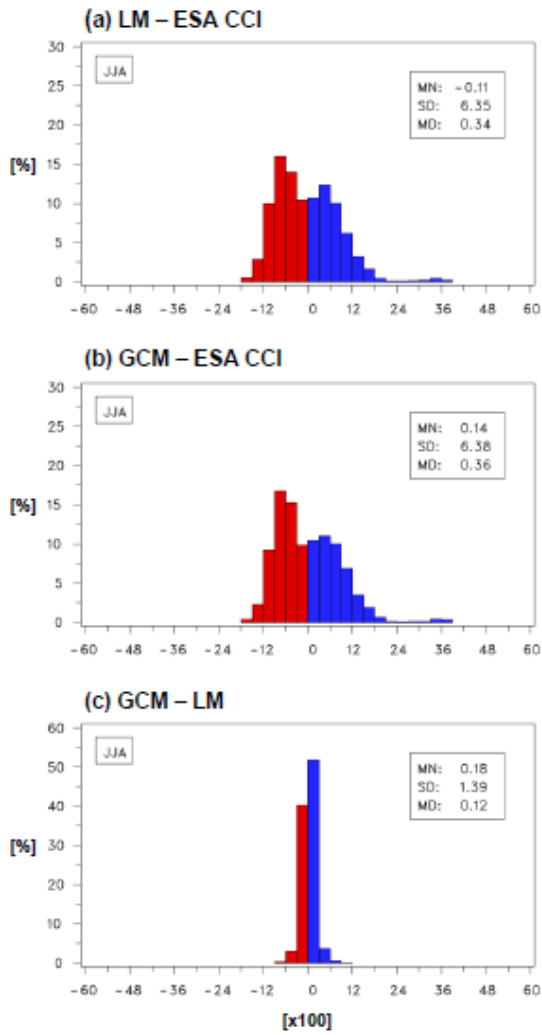 (a) LM – ESA CCI
30
JJA
MN: -0.11
25
SD: 6.35
MD: 0.34
20
[%]
15
10
5
0
-60 -48 -36 -24 -12 0 12 24 36 48 60
(b) GCM – ESA CCI
30
JJA
MN: 0.14
25
SD: 6.38
MD: 0.36
20
[%]
15
10
5
0
-60 -48 -36 -24 -12 0 12 24 36 48 60
(c) GCM – LM
60
JJA
MN: 0.18
50
SD: 1.39
MD: 0.12
40
[%]
30
20
10
0
-60 -48 -36 -24 -12 0 12 24 36 48 60
[x100]